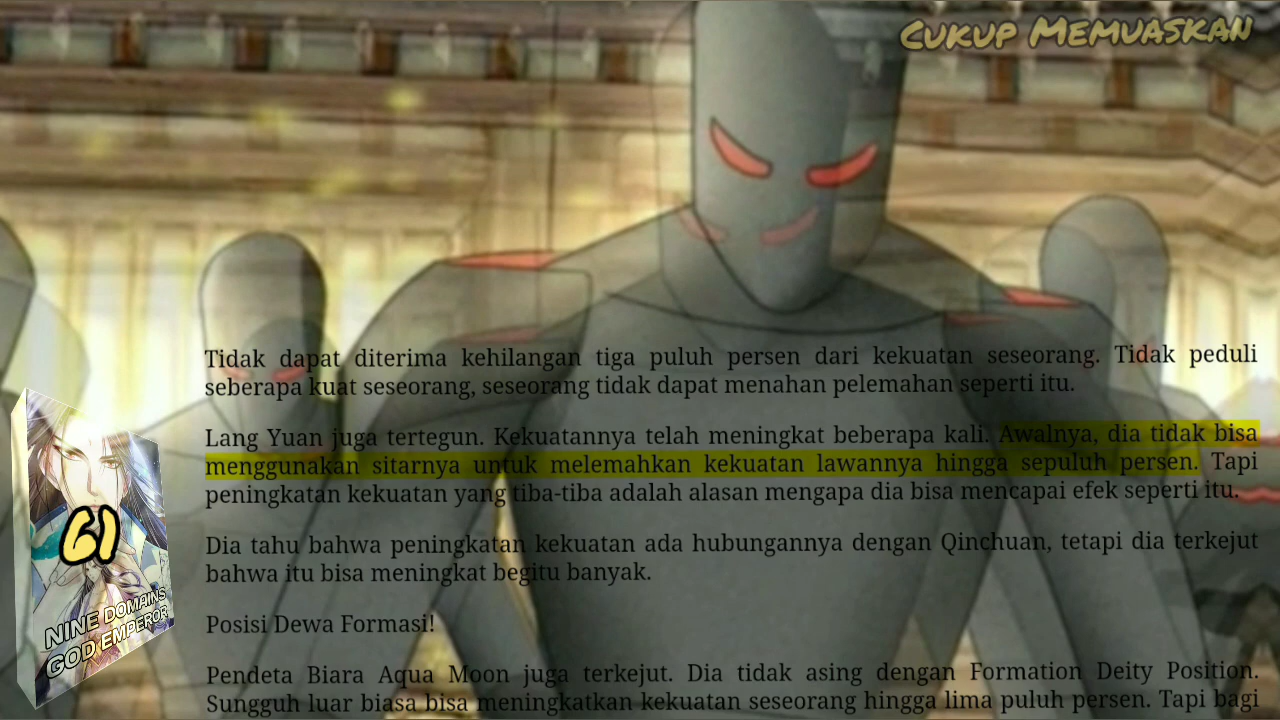 Cukup Memuaskan
Tidak dapat diterima kehilangan tiga puluh persen dari kekuatan seseorang. Tidak peduli
seberapa kuat seseorang, seseorang tidak dapat menahan pelemahan seperti itu.
Lang Yuan juga tertegun. Kekuatannya telah meningkat beberapa kali. Awalnya, dia tidak bisa
menggunakan sitarnya untuk melemahkan kekuatan lawannya hingga sepuluh persen. Tapi
peningkatan kekuatan yang tiba-tiba adalah alasan mengapa dia bisa mencapai efek seperti itu.
Dia tahu bahwa peningkatan kekuatan ada hubungannya dengan Qinchuan, tetapi dia terkejut
bahwa itu bisa meningkat begitu banyak.
Posisi Dewa Formasi!
Pendeta Biara Aqua Moon juga terkejut. Dia tidak asing dengan Formation Deity Position.
Sungguh luar biasa bisa meningkatkan kekuatan seseorang hingga lima puluh persen. Tapi bagi
61
NINE DOMAINS
GOD EMPEROR